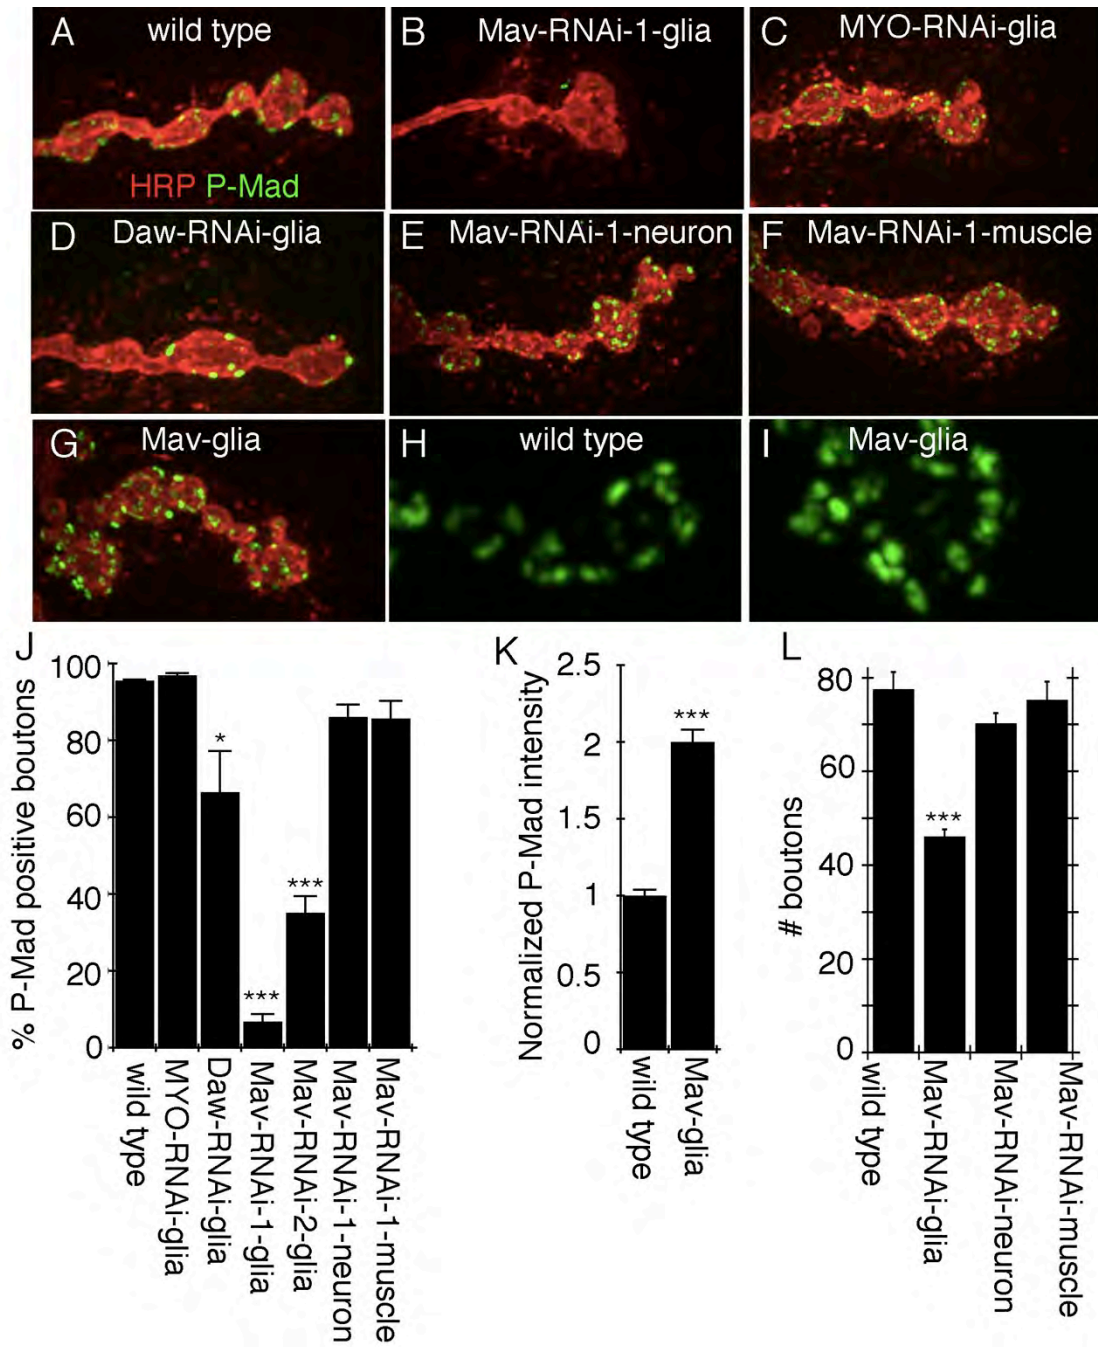 A wild type
B Mav-RNAi-1-glia
C MYO-RNAi-glia
HRP P-Mad
D Daw-RNAi-glia
E Mav-RNAi-1-neuron
F Mav-RNAi-1-muscle
G Mav-glia
H wild type
I Mav-glia
J
% P-Mad positive boutons
100
80
60
40
20
0
*
***
***
wild type
MYO-RNAi-glia
Daw-RNAi-glia
Mav-RNAi-1-glia
Mav-RNAi-2-glia
Mav-RNAi-1-neuron
Mav-RNAi-1-muscle
K
Normalized P-Mad intensity
2.5
2
1.5
1
0.5
0
***
wild type
Mav-glia
L
# boutons
80
60
40
20
0
***
wild type
Mav-RNAi-glia
Mav-RNAi-neuron
Mav-RNAi-muscle